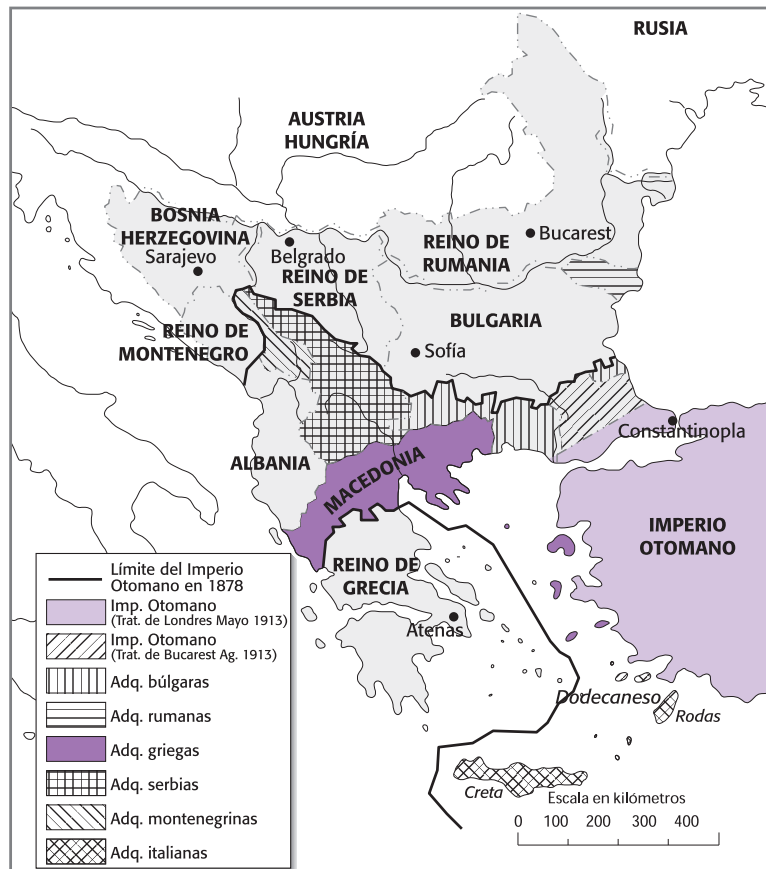 RUSIA
AUSTRIA
HUNGRÍA
BOSNIA
HERZEGOVINA
Sarajevo
Belgrado
REINO DE
SERBIA
REINO DE
RUMANIA
Bucarest
REINO DE
MONTENEGRO
BULGARIA
Sofía
Constantinopla
ALBANIA
MACEDONIA
IMPERIO
OTOMANO
REINO DE
GRECIA
Atenas
Dodecaneso
Rodas
Creta
Escala en kilómetros
0 100 200 300 400
Límite del Imperio
Otomano en 1878
Imp. Otomano
(Trat. de Londres Mayo 1913)
Imp. Otomano
(Trat. de Bucarest Ag. 1913)
Adq. búlgaras
Adq. rumanas
Adq. griegas
Adq. serbias
Adq. montenegrinas
Adq. italianas